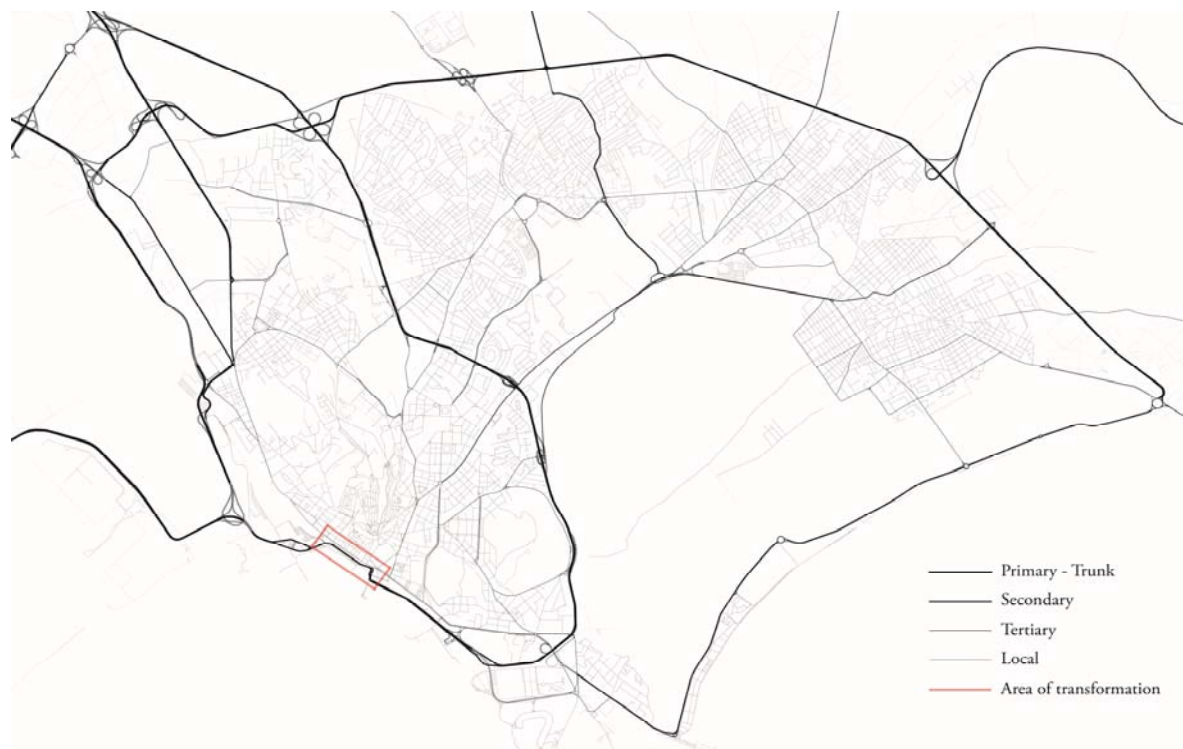 Primary - Trunk
Secondary
Tertiary
Local
Area of transformation